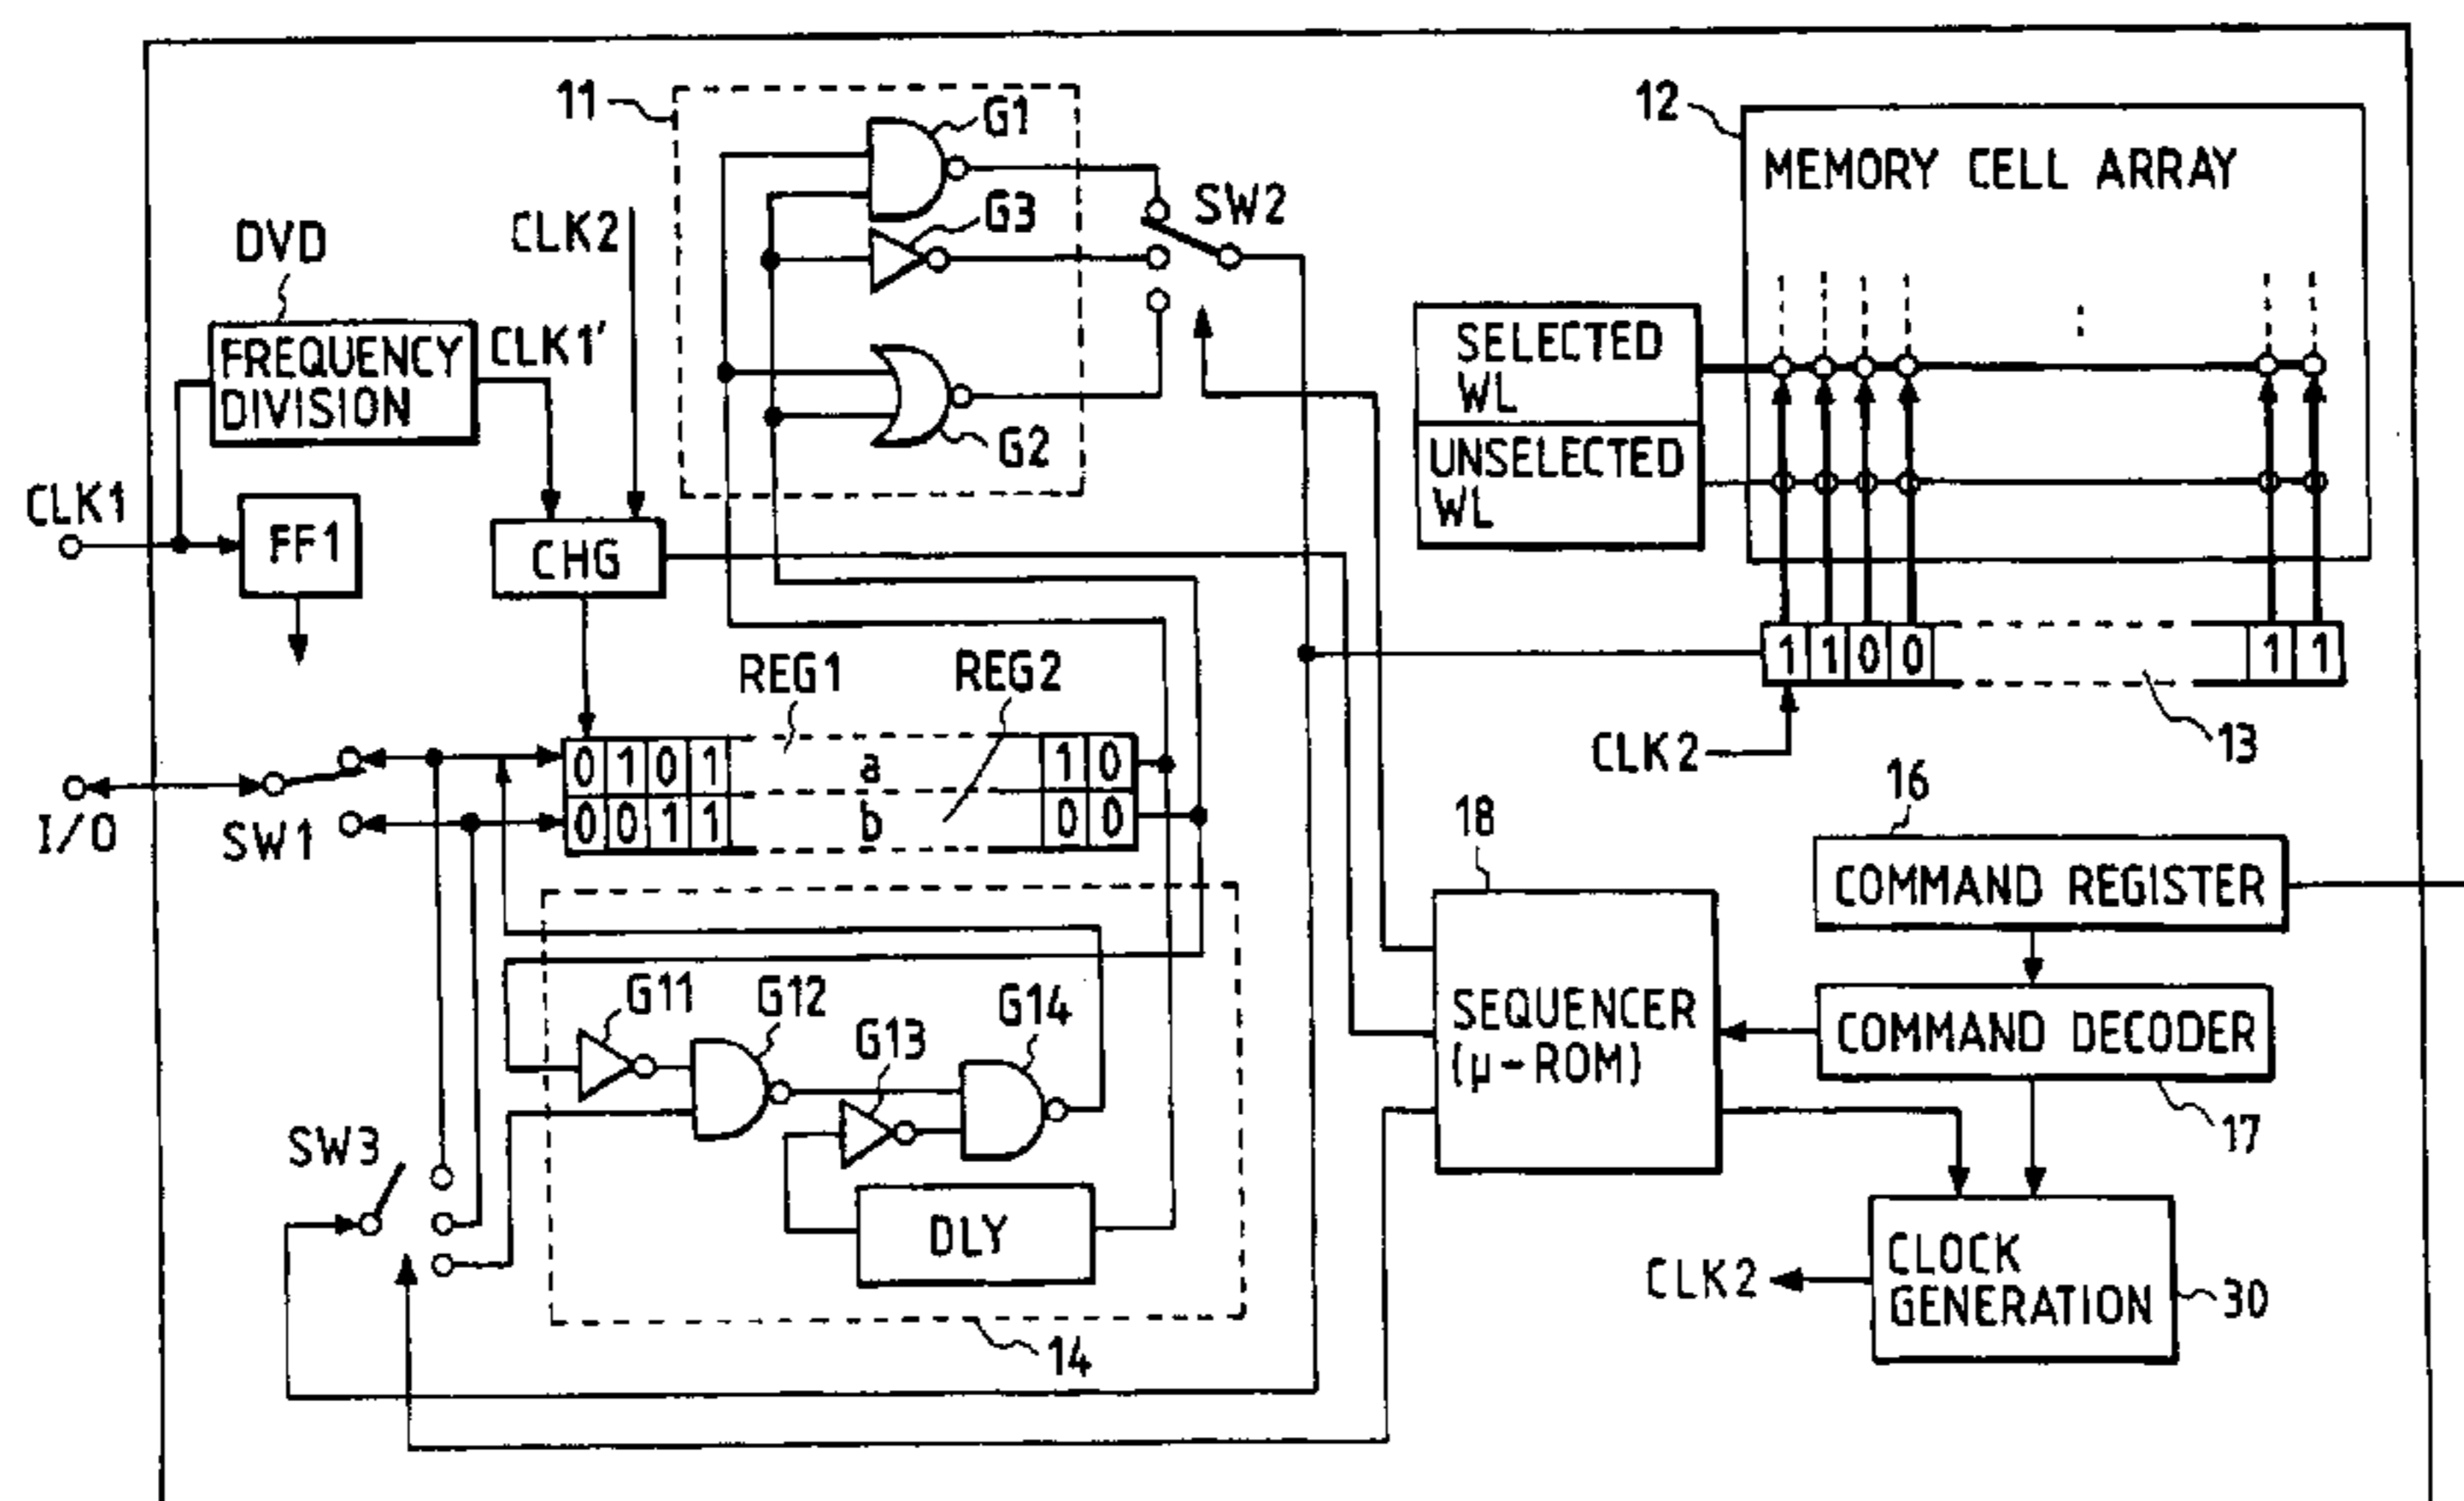 11
G1
12
MEMORY CELL ARRAY
G3
SW2
DVD
CLK2
FREQUENCY
DIVISION
CLK1'
SELECTED
WL
G2
UNSELECTED
WL
CLK1
FF1
CHG
REG1
REG2
1 1 0 0 1 1
CLK2
13
0 1 0 1 a 1 0
0 0 1 1 b 0 0
I/O
SW1
16
18
COMMAND REGISTER
G11
G12
G13
G14
SEQUENCER
(μ-ROM)
COMMAND DECODER
17
SW3
DLY
CLK2
CLOCK
GENERATION
30
14